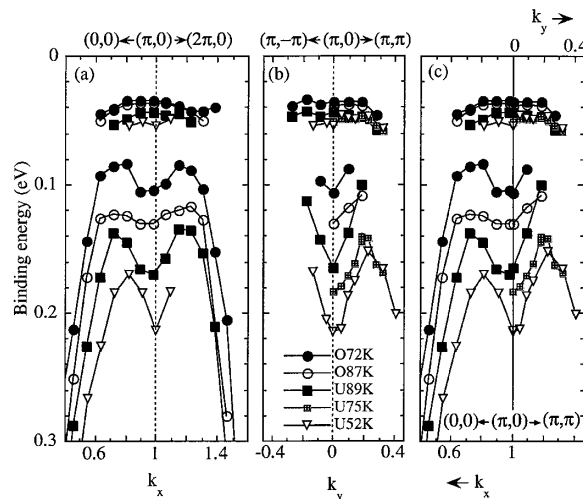 k_y →
(0,0)←(π,0)→(2π,0) (π,-π)←(π,0)→(π,π) 0 0.4
0 (a) (b) (c)
0.1
0.2
0.3
Binding energy (eV)
O72K
O87K
U89K
U75K
U52K
(0,0)←(π,0)→(π,π)
0.6 1 1.4 -0.4 0 0.4 0.6 1
k_x k_y ← k_x